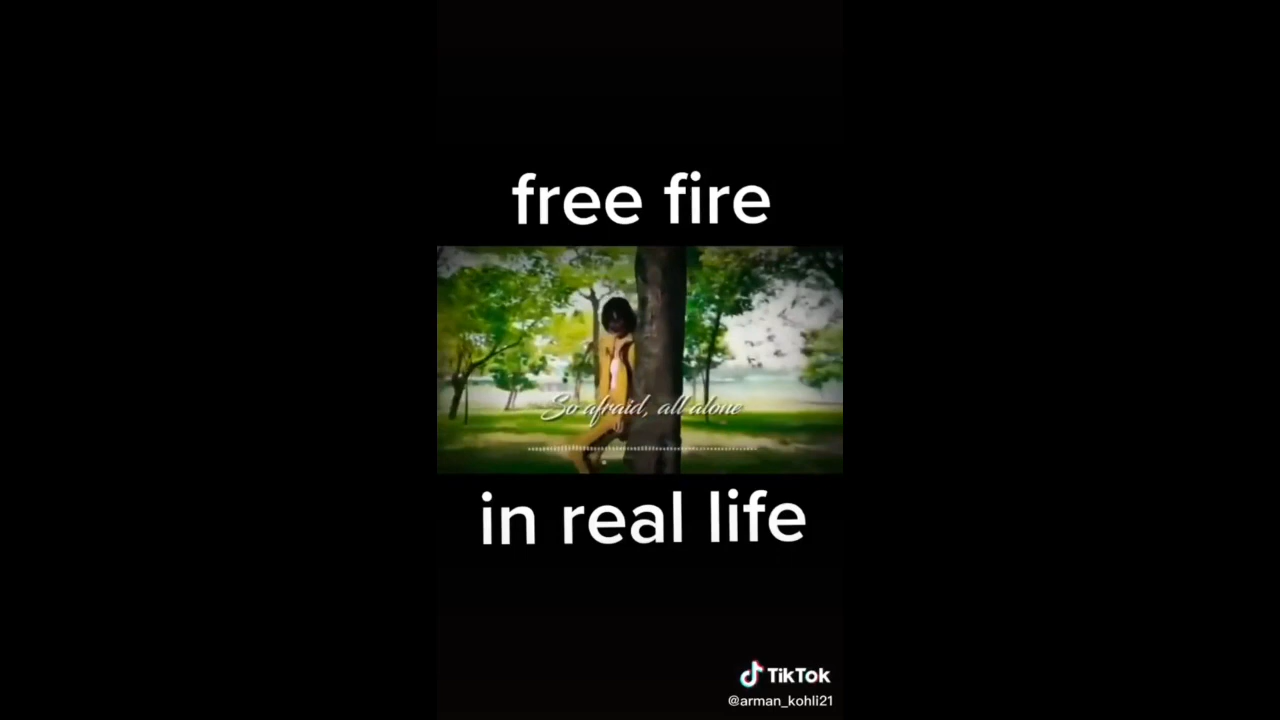 free fire
So afraid, all alone
in real life
TikTok
@arman_kohli21